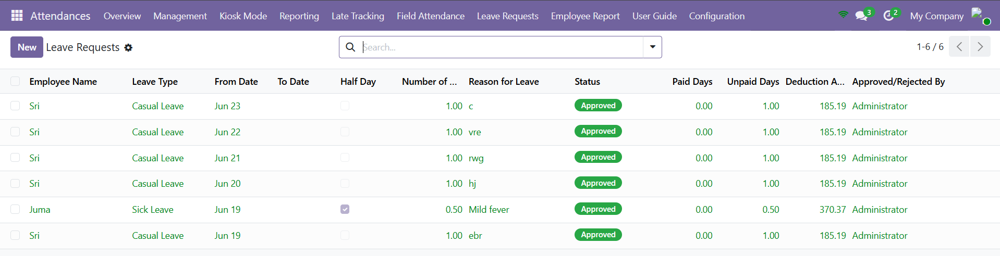 Attendances Overview Management Kiosk Mode Reporting Late Tracking Field Attendance Leave Requests Employee Report User Guide Configuration 3 2 My Company
New Leave Requests Search... 1-6 / 6
Employee Name Leave Type From Date To Date Half Day Number of ... Reason for Leave Status Paid Days Unpaid Days Deduction A... Approved/Rejected By
Sri Casual Leave Jun 23 1.00 c Approved 0.00 1.00 185.19 Administrator
Sri Casual Leave Jun 22 1.00 vre Approved 0.00 1.00 185.19 Administrator
Sri Casual Leave Jun 21 1.00 rwg Approved 0.00 1.00 185.19 Administrator
Sri Casual Leave Jun 20 1.00 hj Approved 0.00 1.00 185.19 Administrator
Juma Sick Leave Jun 19 0.50 Mild fever Approved 0.00 0.50 370.37 Administrator
Sri Casual Leave Jun 19 1.00 ebr Approved 0.00 1.00 185.19 Administrator